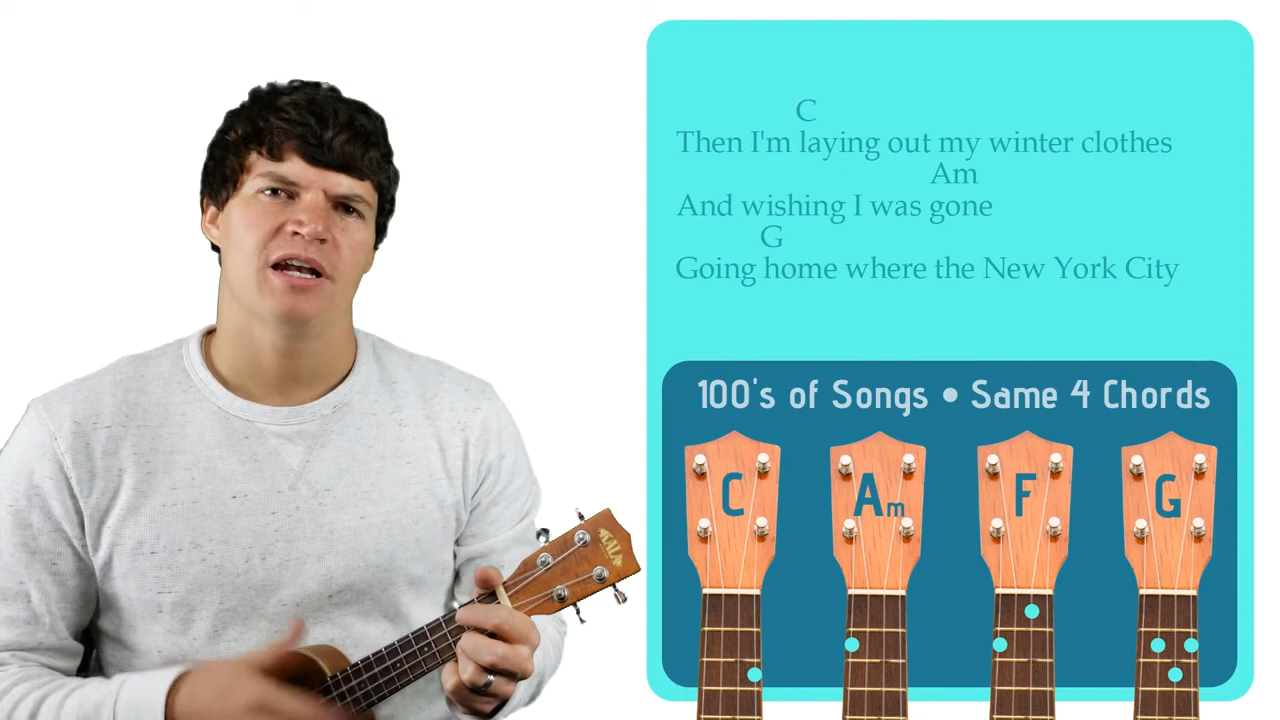 C
Then I'm laying out my winter clothes
Am
And wishing I was gone
G
Going home where the New York City
100's of Songs • Same 4 Chords
C Am F G
KALA